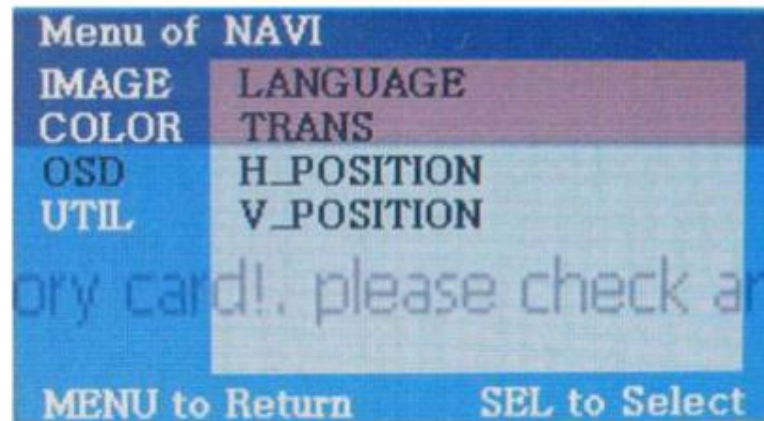 Menu of NAVI
IMAGE LANGUAGE
COLOR TRANS
OSD H_POSITION
UTIL V_POSITION
ory card!. please check
MENU to Return SEL to Select